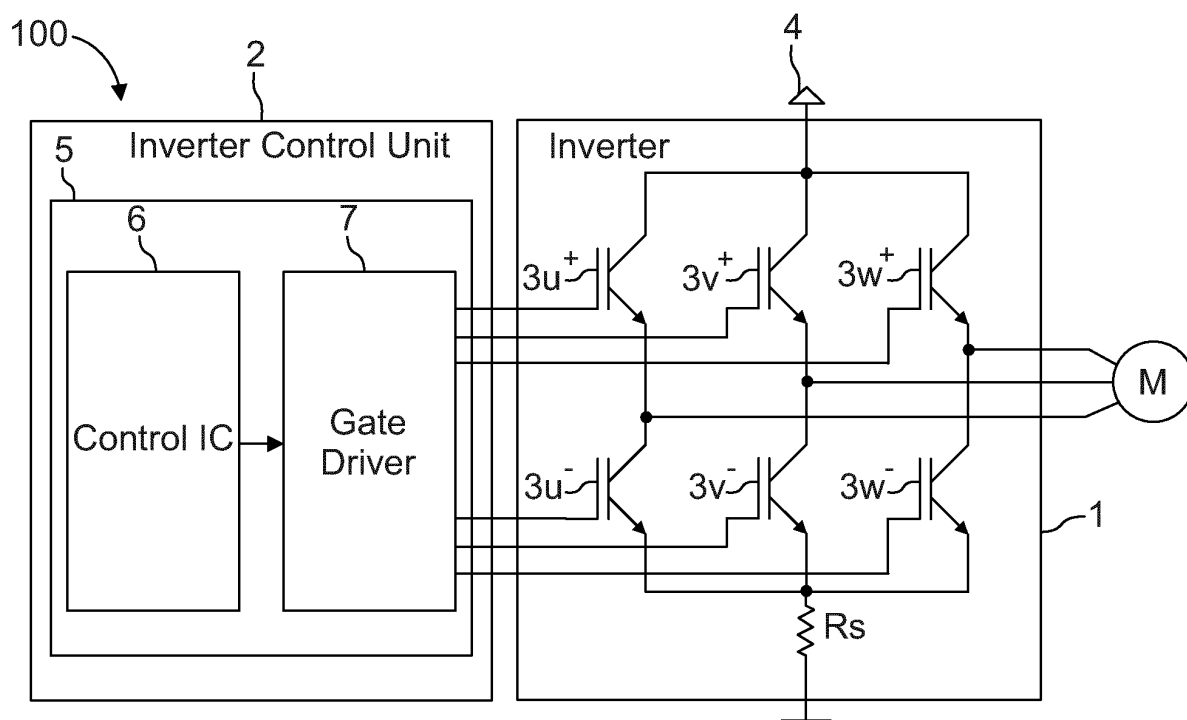 100
2
4
Inverter Control Unit
Inverter
5
6
7
3u+
3v+
3w+
M
Control IC
Gate
Driver
3u-
3v-
3w-
1
Rs